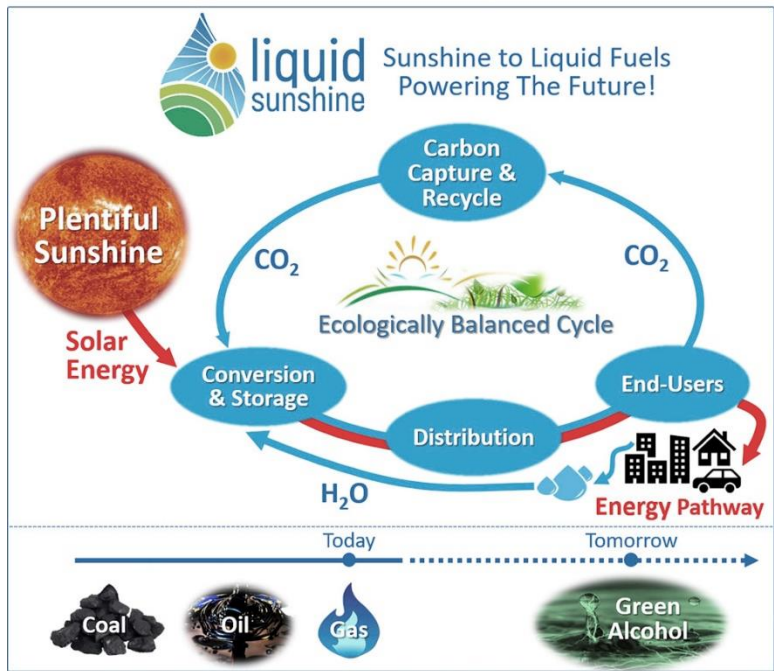 liquid
sunshine
Sunshine to Liquid Fuels
Powering The Future!
Carbon
Capture &
Recycle
Plentiful
Sunshine
CO₂
CO₂
Ecologically Balanced Cycle
Solar
Energy
Conversion
& Storage
End-Users
Distribution
H₂O
Energy Pathway
Today
Tomorrow
Coal
Oil
Gas
Green
Alcohol